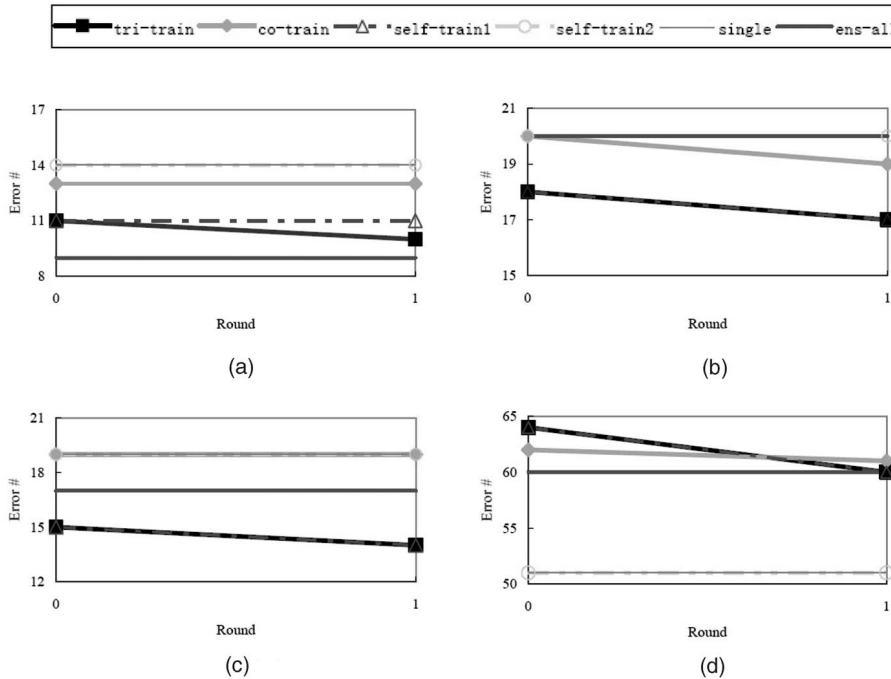 tri-train co-train self-train1 self-train2 single ens-all
17
14
11
8
Error #
0 1
Round
(a)
21
19
17
15
Error #
0 1
Round
(b)
21
18
15
12
Error #
0 1
Round
(c)
65
60
55
50
Error #
0 1
Round
(d)